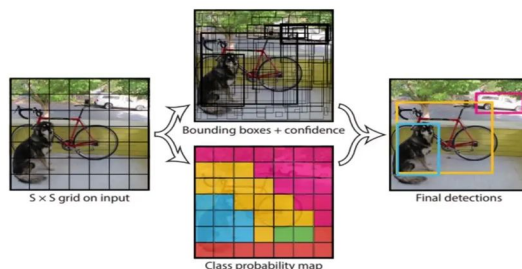 Bounding boxes + confidence
S × S grid on input
Final detections
Class probability map